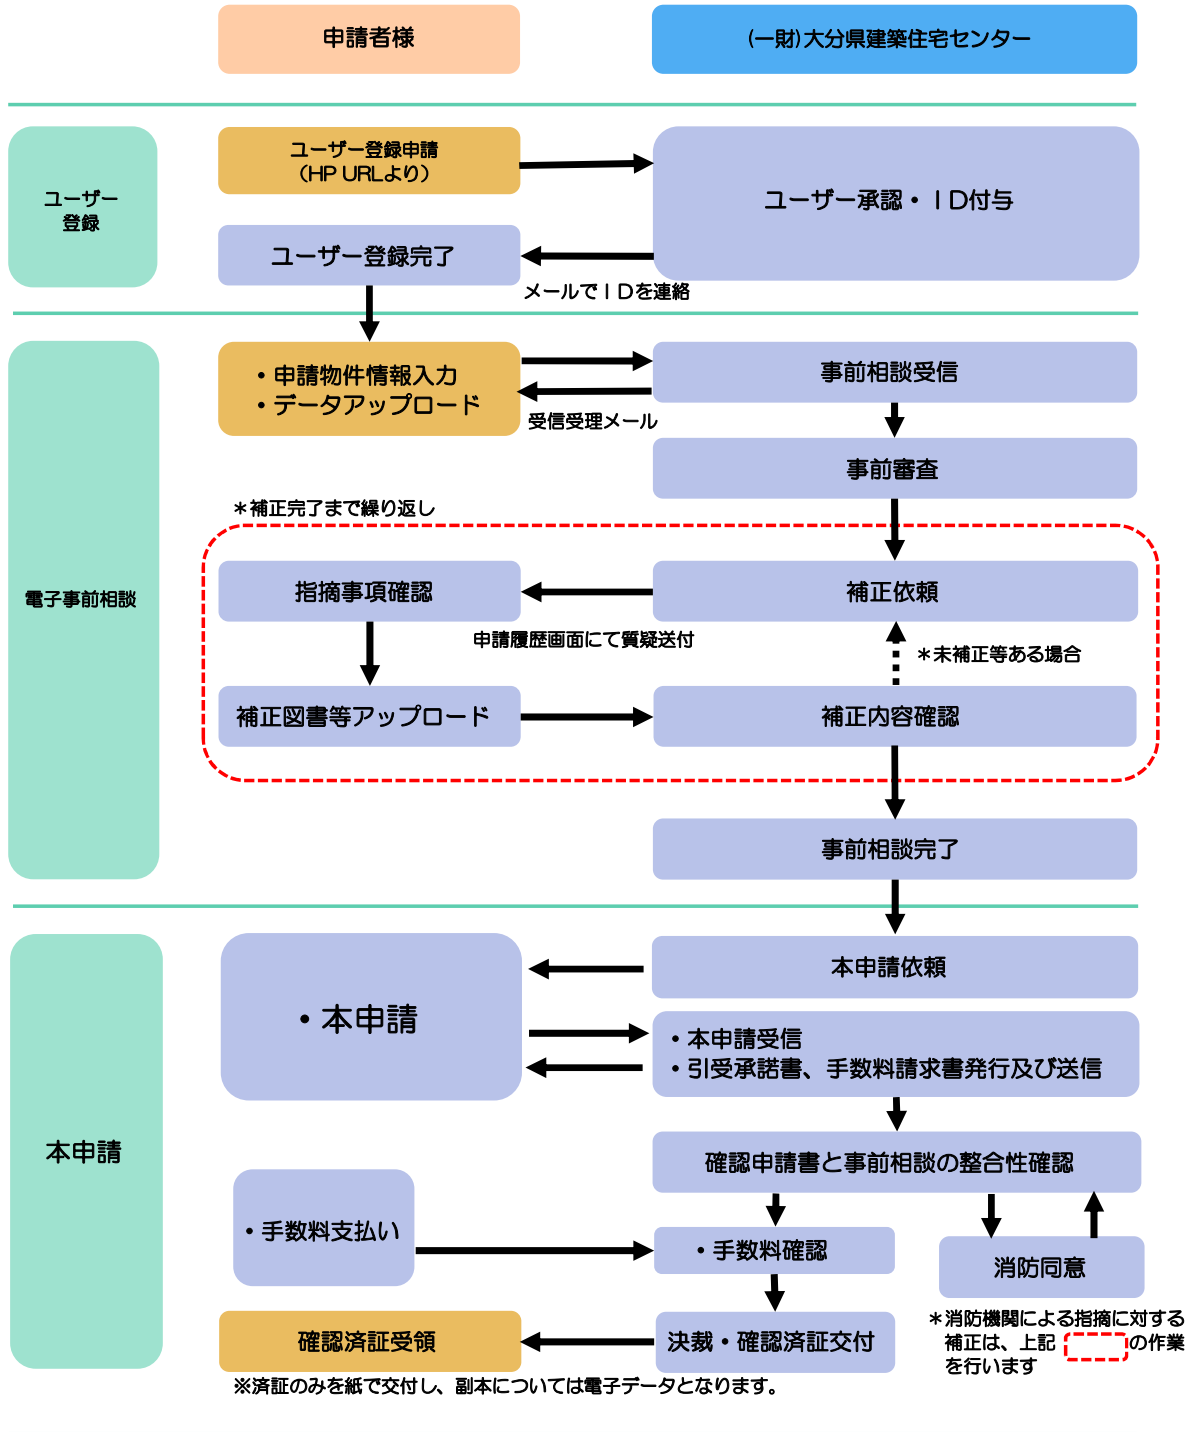 申請者様
(一財)大分県建築住宅センター
ユーザー
登録
ユーザー登録申請
（HP URLより）
ユーザー承認・ＩＤ付与
ユーザー登録完了
メールでＩＤを連絡
電子事前相談
・申請物件情報入力
・データアップロード
事前相談受信
受信受理メール
事前審査
＊補正完了まで繰り返し
指摘事項確認
補正依頼
申請履歴画面にて質疑送付
＊未補正等ある場合
補正図書等アップロード
補正内容確認
事前相談完了
本申請
・本申請
本申請依頼
・本申請受信
・引受承諾書、手数料請求書発行及び送信
確認申請書と事前相談の整合性確認
・手数料支払い
・手数料確認
消防同意
＊消防機関による指摘に対する
補正は、上記 の作業
を行います
確認済証受領
決裁・確認済証交付
※済証のみを紙で交付し、副本については電子データとなります。